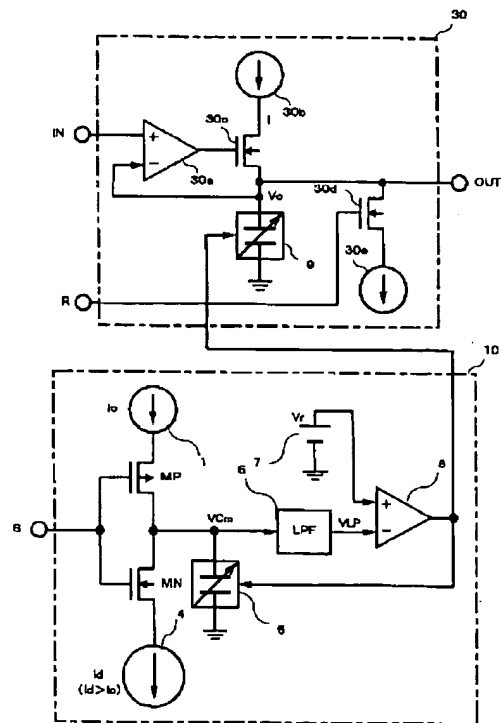 30
I
30b
IN
+
30c
−
30a
30d
OUT
Vo
9
30e
R
10
Io
1
MP
Vr
7
8
6
+
S
VCm
LPF
VLP
−
MN
5
4
Id
(Id>Io)